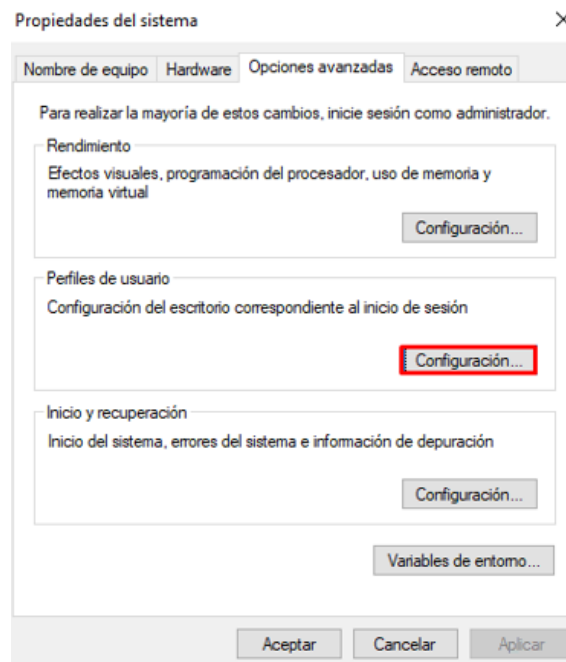 Propiedades del sistema
Nombre de equipo Hardware Opciones avanzadas Acceso remoto
Para realizar la mayoría de estos cambios, inicie sesión como administrador.
Rendimiento
Efectos visuales, programación del procesador, uso de memoria y
memoria virtual
Configuración...
Perfiles de usuario
Configuración del escritorio correspondiente al inicio de sesión
Configuración...
Inicio y recuperación
Inicio del sistema, errores del sistema e información de depuración
Configuración...
Variables de entorno...
Aceptar Cancelar Aplicar